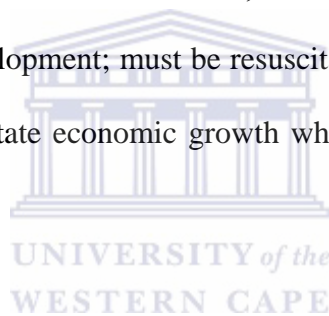 lopment; must be resuscit
tate economic growth wh
UNIVERSITY of the
WESTERN CAPE